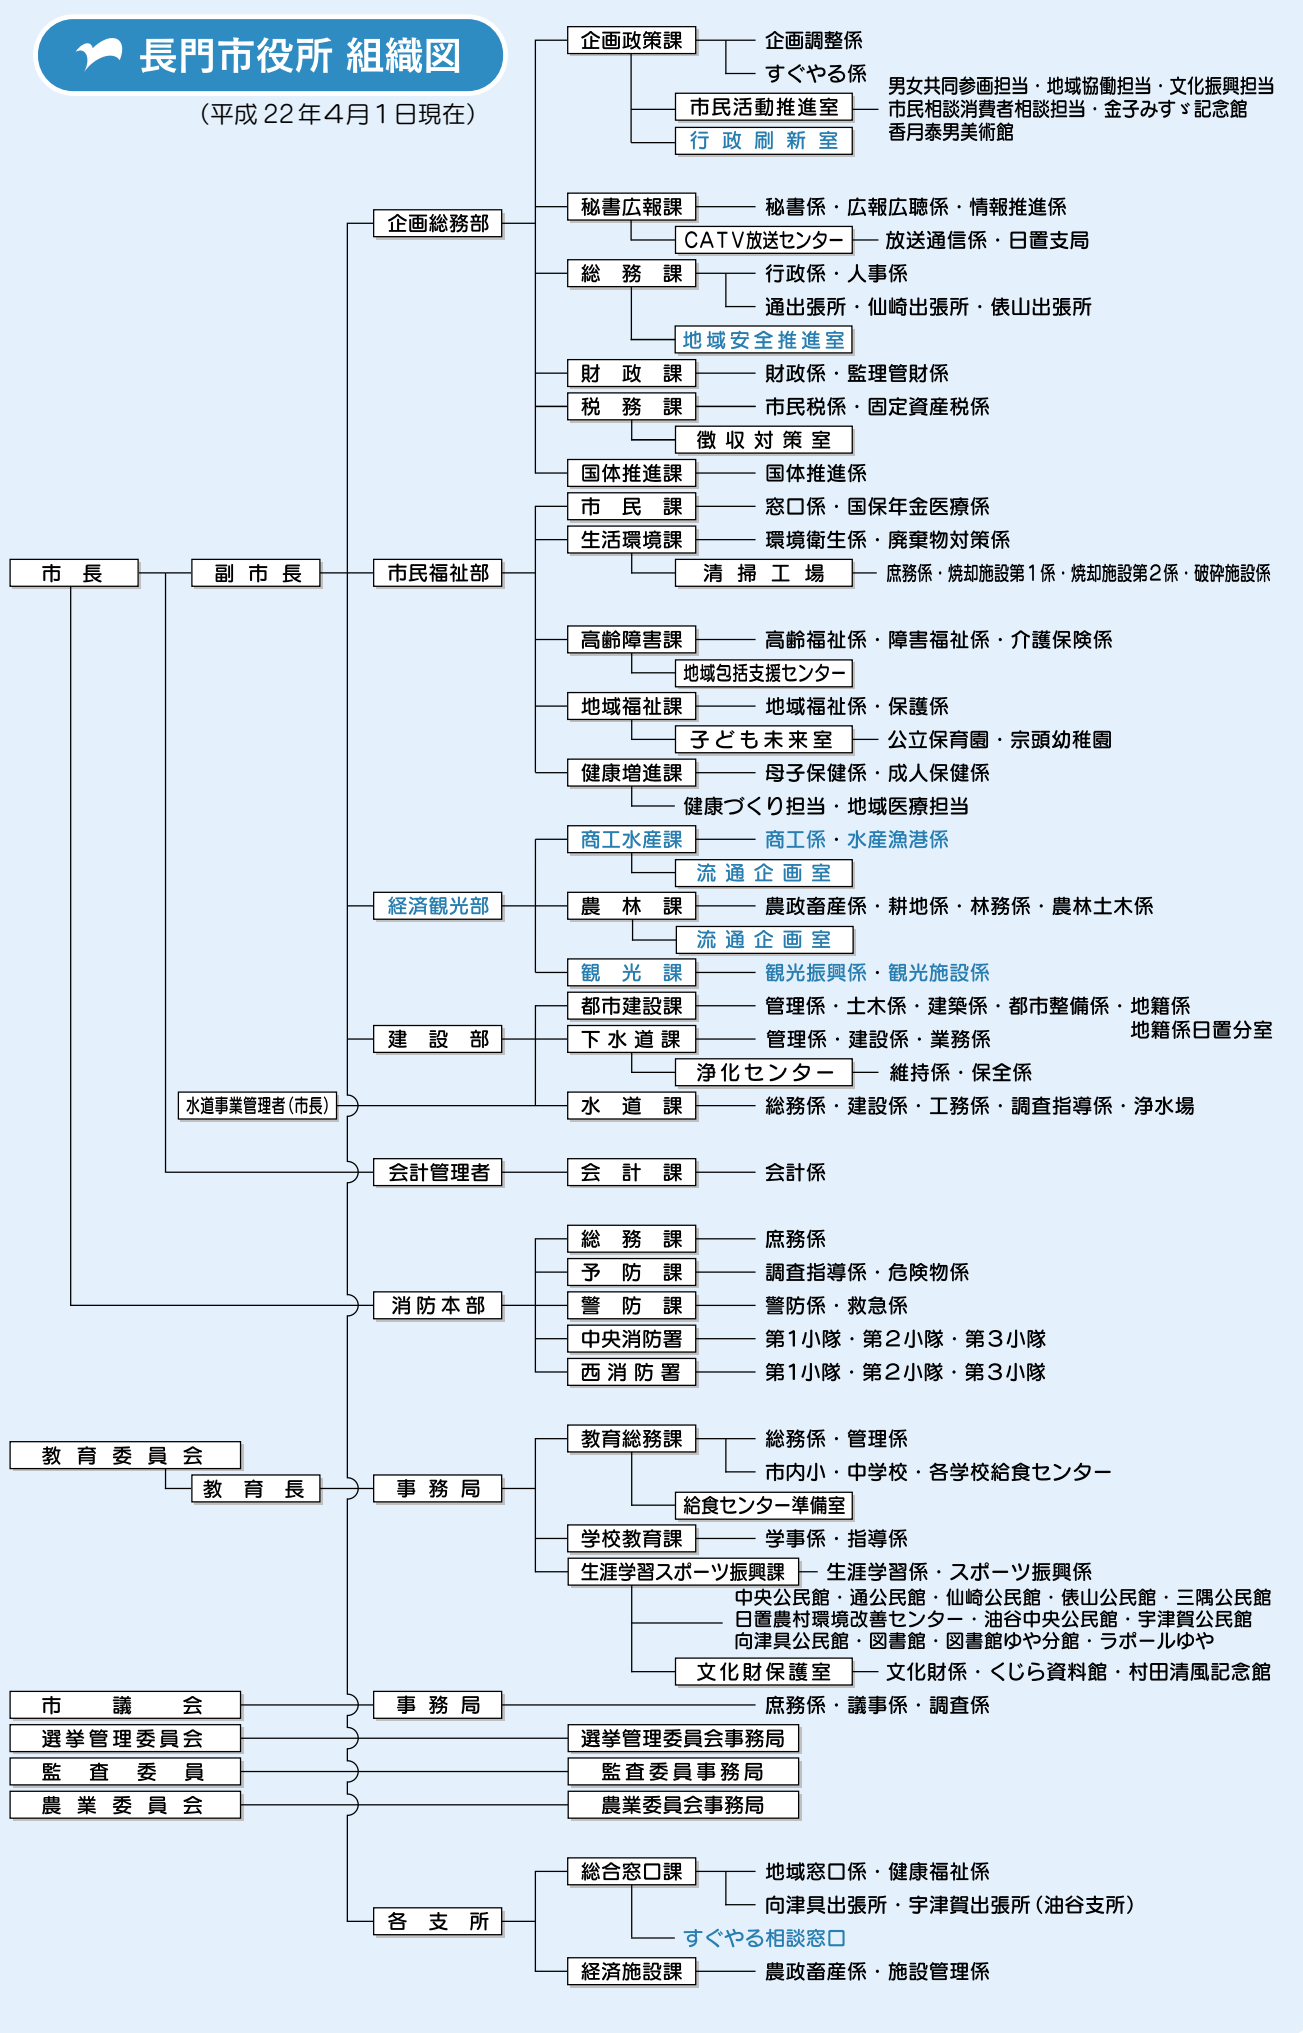 長門市役所 組織図
（平成22年4月1日現在）
企画政策課
企画調整係
すぐやる係
市民活動推進室
男女共同参画担当・地域協働担当・文化振興担当
市民相談消費者相談担当・金子みすゞ記念館
香月泰男美術館
行政刷新室
企画総務部
秘書広報課
秘書係・広報広聴係・情報推進係
CATV放送センター
放送通信係・日置支局
総務課
行政係・人事係
通出張所・仙崎出張所・俵山出張所
地域安全推進室
財政課
財政係・監理管財係
税務課
市民税係・固定資産税係
徴収対策室
国体推進課
国体推進係
市民課
窓口係・国保年金医療係
生活環境課
環境衛生係・廃棄物対策係
市長
副市長
市民福祉部
清掃工場
庶務係・焼却施設第1係・焼却施設第2係・破砕施設係
高齢障害課
高齢福祉係・障害福祉係・介護保険係
地域包括支援センター
地域福祉課
地域福祉係・保護係
子ども未来室
公立保育園・宗頭幼稚園
健康増進課
母子保健係・成人保健係
健康づくり担当・地域医療担当
商工水産課
商工係・水産漁港係
流通企画室
経済観光部
農林課
農政畜産係・耕地係・林務係・農林土木係
流通企画室
観光課
観光振興係・観光施設係
都市建設課
管理係・土木係・建築係・都市整備係・地籍係
地籍係日置分室
建設部
下水道課
管理係・建設係・業務係
浄化センター
維持係・保全係
水道事業管理者(市長)
水道課
総務係・建設係・工務係・調査指導係・浄水場
会計管理者
会計課
会計係
総務課
庶務係
予防課
調査指導係・危険物係
消防本部
警防課
警防係・救急係
中央消防署
第1小隊・第2小隊・第3小隊
西消防署
第1小隊・第2小隊・第3小隊
教育委員会
教育長
事務局
教育総務課
総務係・管理係
市内小・中学校・各学校給食センター
給食センター準備室
学校教育課
学事係・指導係
生涯学習スポーツ振興課
生涯学習係・スポーツ振興係
中央公民館・通公民館・仙崎公民館・俵山公民館・三隅公民館
日置農村環境改善センター・油谷中央公民館・宇津賀公民館
向津具公民館・図書館・図書館ゆや分館・ラポールゆや
文化財保護室
文化財係・くじら資料館・村田清風記念館
市議会
事務局
庶務係・議事係・調査係
選挙管理委員会
選挙管理委員会事務局
監査委員
監査委員事務局
農業委員会
農業委員会事務局
総合窓口課
地域窓口係・健康福祉係
向津具出張所・宇津賀出張所(油谷支所)
各支所
すぐやる相談窓口
経済施設課
農政畜産係・施設管理係